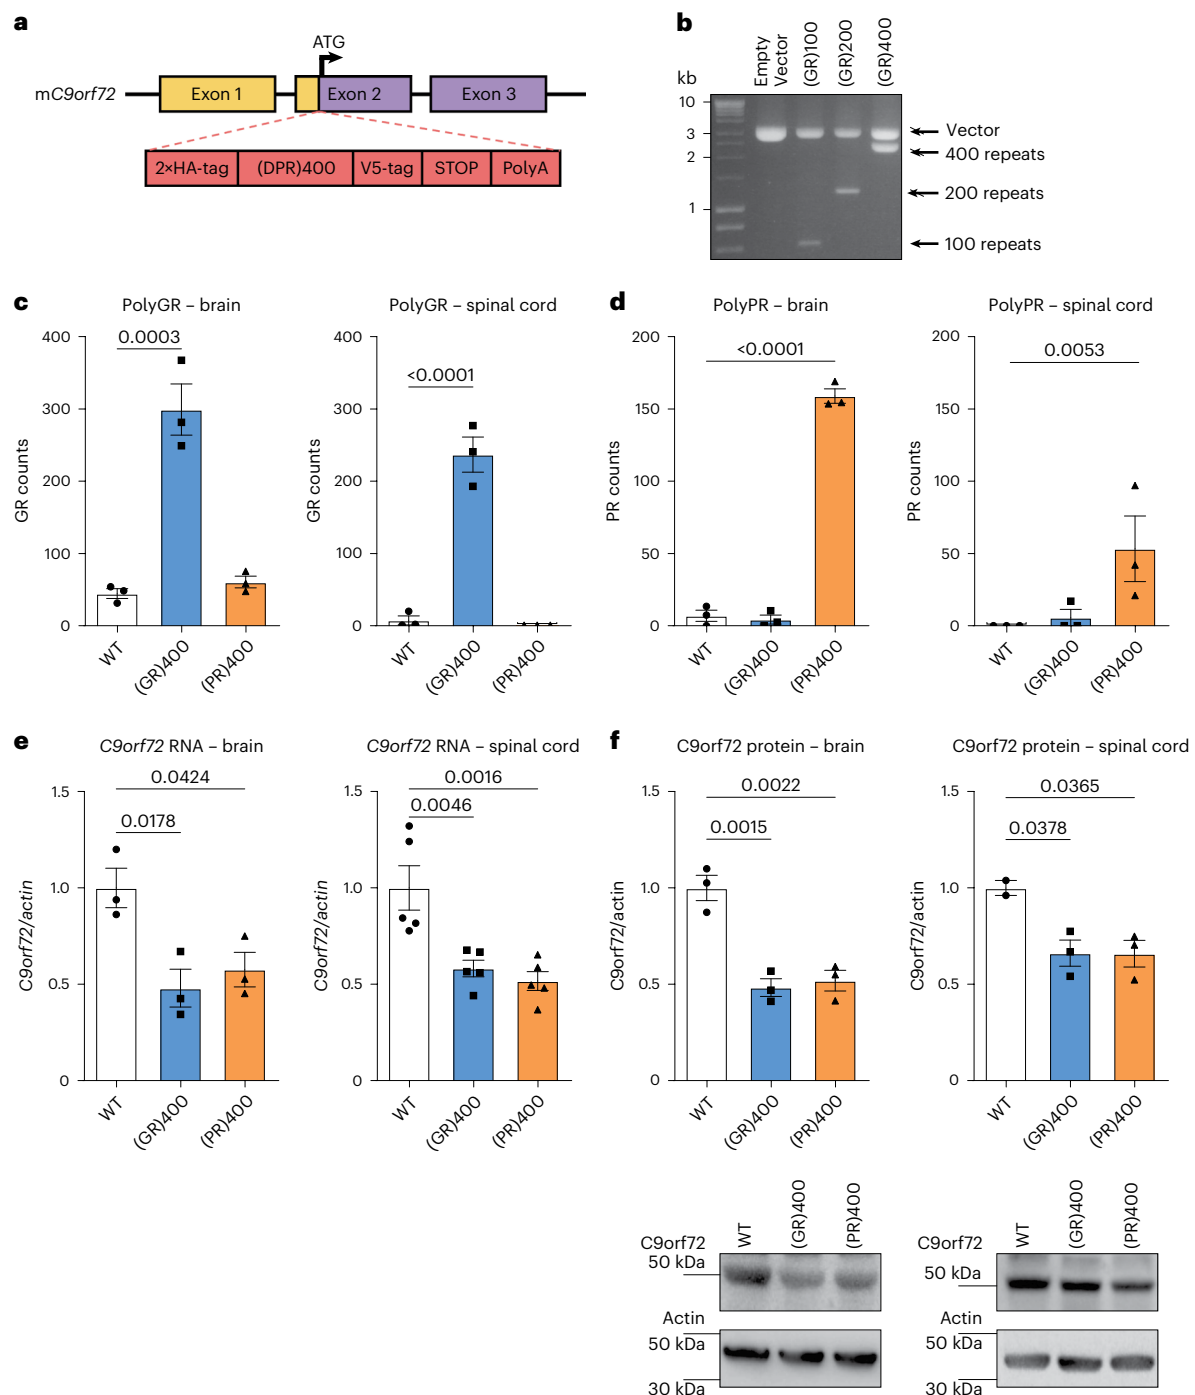 a
ATG
mC9orf72
Exon 1
Exon 2
Exon 3
2×HA-tag
(DPR)400
V5-tag
STOP
PolyA
b
kb
Empty
Vector
(GR)100
(GR)200
(GR)400
10
3
2
1
Vector
400 repeats
200 repeats
100 repeats
c
PolyGR – brain
GR counts
400
300
200
100
0
0.0003
WT
(GR)400
(PR)400
PolyGR – spinal cord
GR counts
400
300
200
100
0
<0.0001
WT
(GR)400
(PR)400
d
PolyPR – brain
PR counts
200
150
100
50
0
<0.0001
WT
(GR)400
(PR)400
PolyPR – spinal cord
PR counts
200
150
100
50
0
0.0053
WT
(GR)400
(PR)400
e
C9orf72 RNA – brain
C9orf72/actin
1.5
1.0
0.5
0
0.0424
0.0178
WT
(GR)400
(PR)400
C9orf72 RNA – spinal cord
C9orf72/actin
1.5
1.0
0.5
0
0.0016
0.0046
WT
(GR)400
(PR)400
f
C9orf72 protein – brain
C9orf72/actin
1.5
1.0
0.5
0
0.0022
0.0015
WT
(GR)400
(PR)400
C9orf72 protein – spinal cord
C9orf72/actin
1.5
1.0
0.5
0
0.0365
0.0378
WT
(GR)400
(PR)400
WT
(GR)400
(PR)400
C9orf72
50 kDa
Actin
50 kDa
30 kDa
WT
(GR)400
(PR)400
C9orf72
50 kDa
Actin
50 kDa
30 kDa